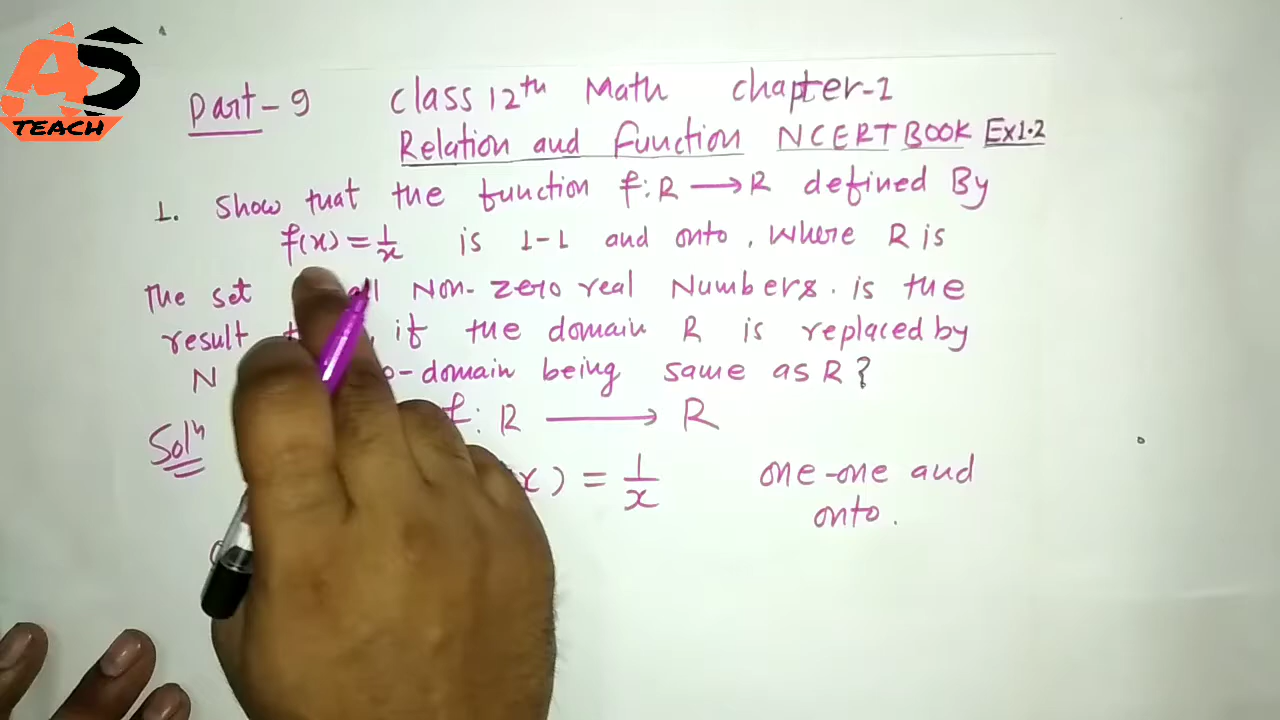 AS
TEACH
Part-9 Class 12th Math chapter-1
Relation and function NCERT BOOK Ex1.2
1. Show that the function f: R → R defined By
f(x) = 1/x is 1-1 and onto, where R is
The set all Non-zero real Numbers. is the
result if the domain R is replaced by
N -domain being same as R?
Solⁿ f: R → R
x) = 1/x one-one and
onto.